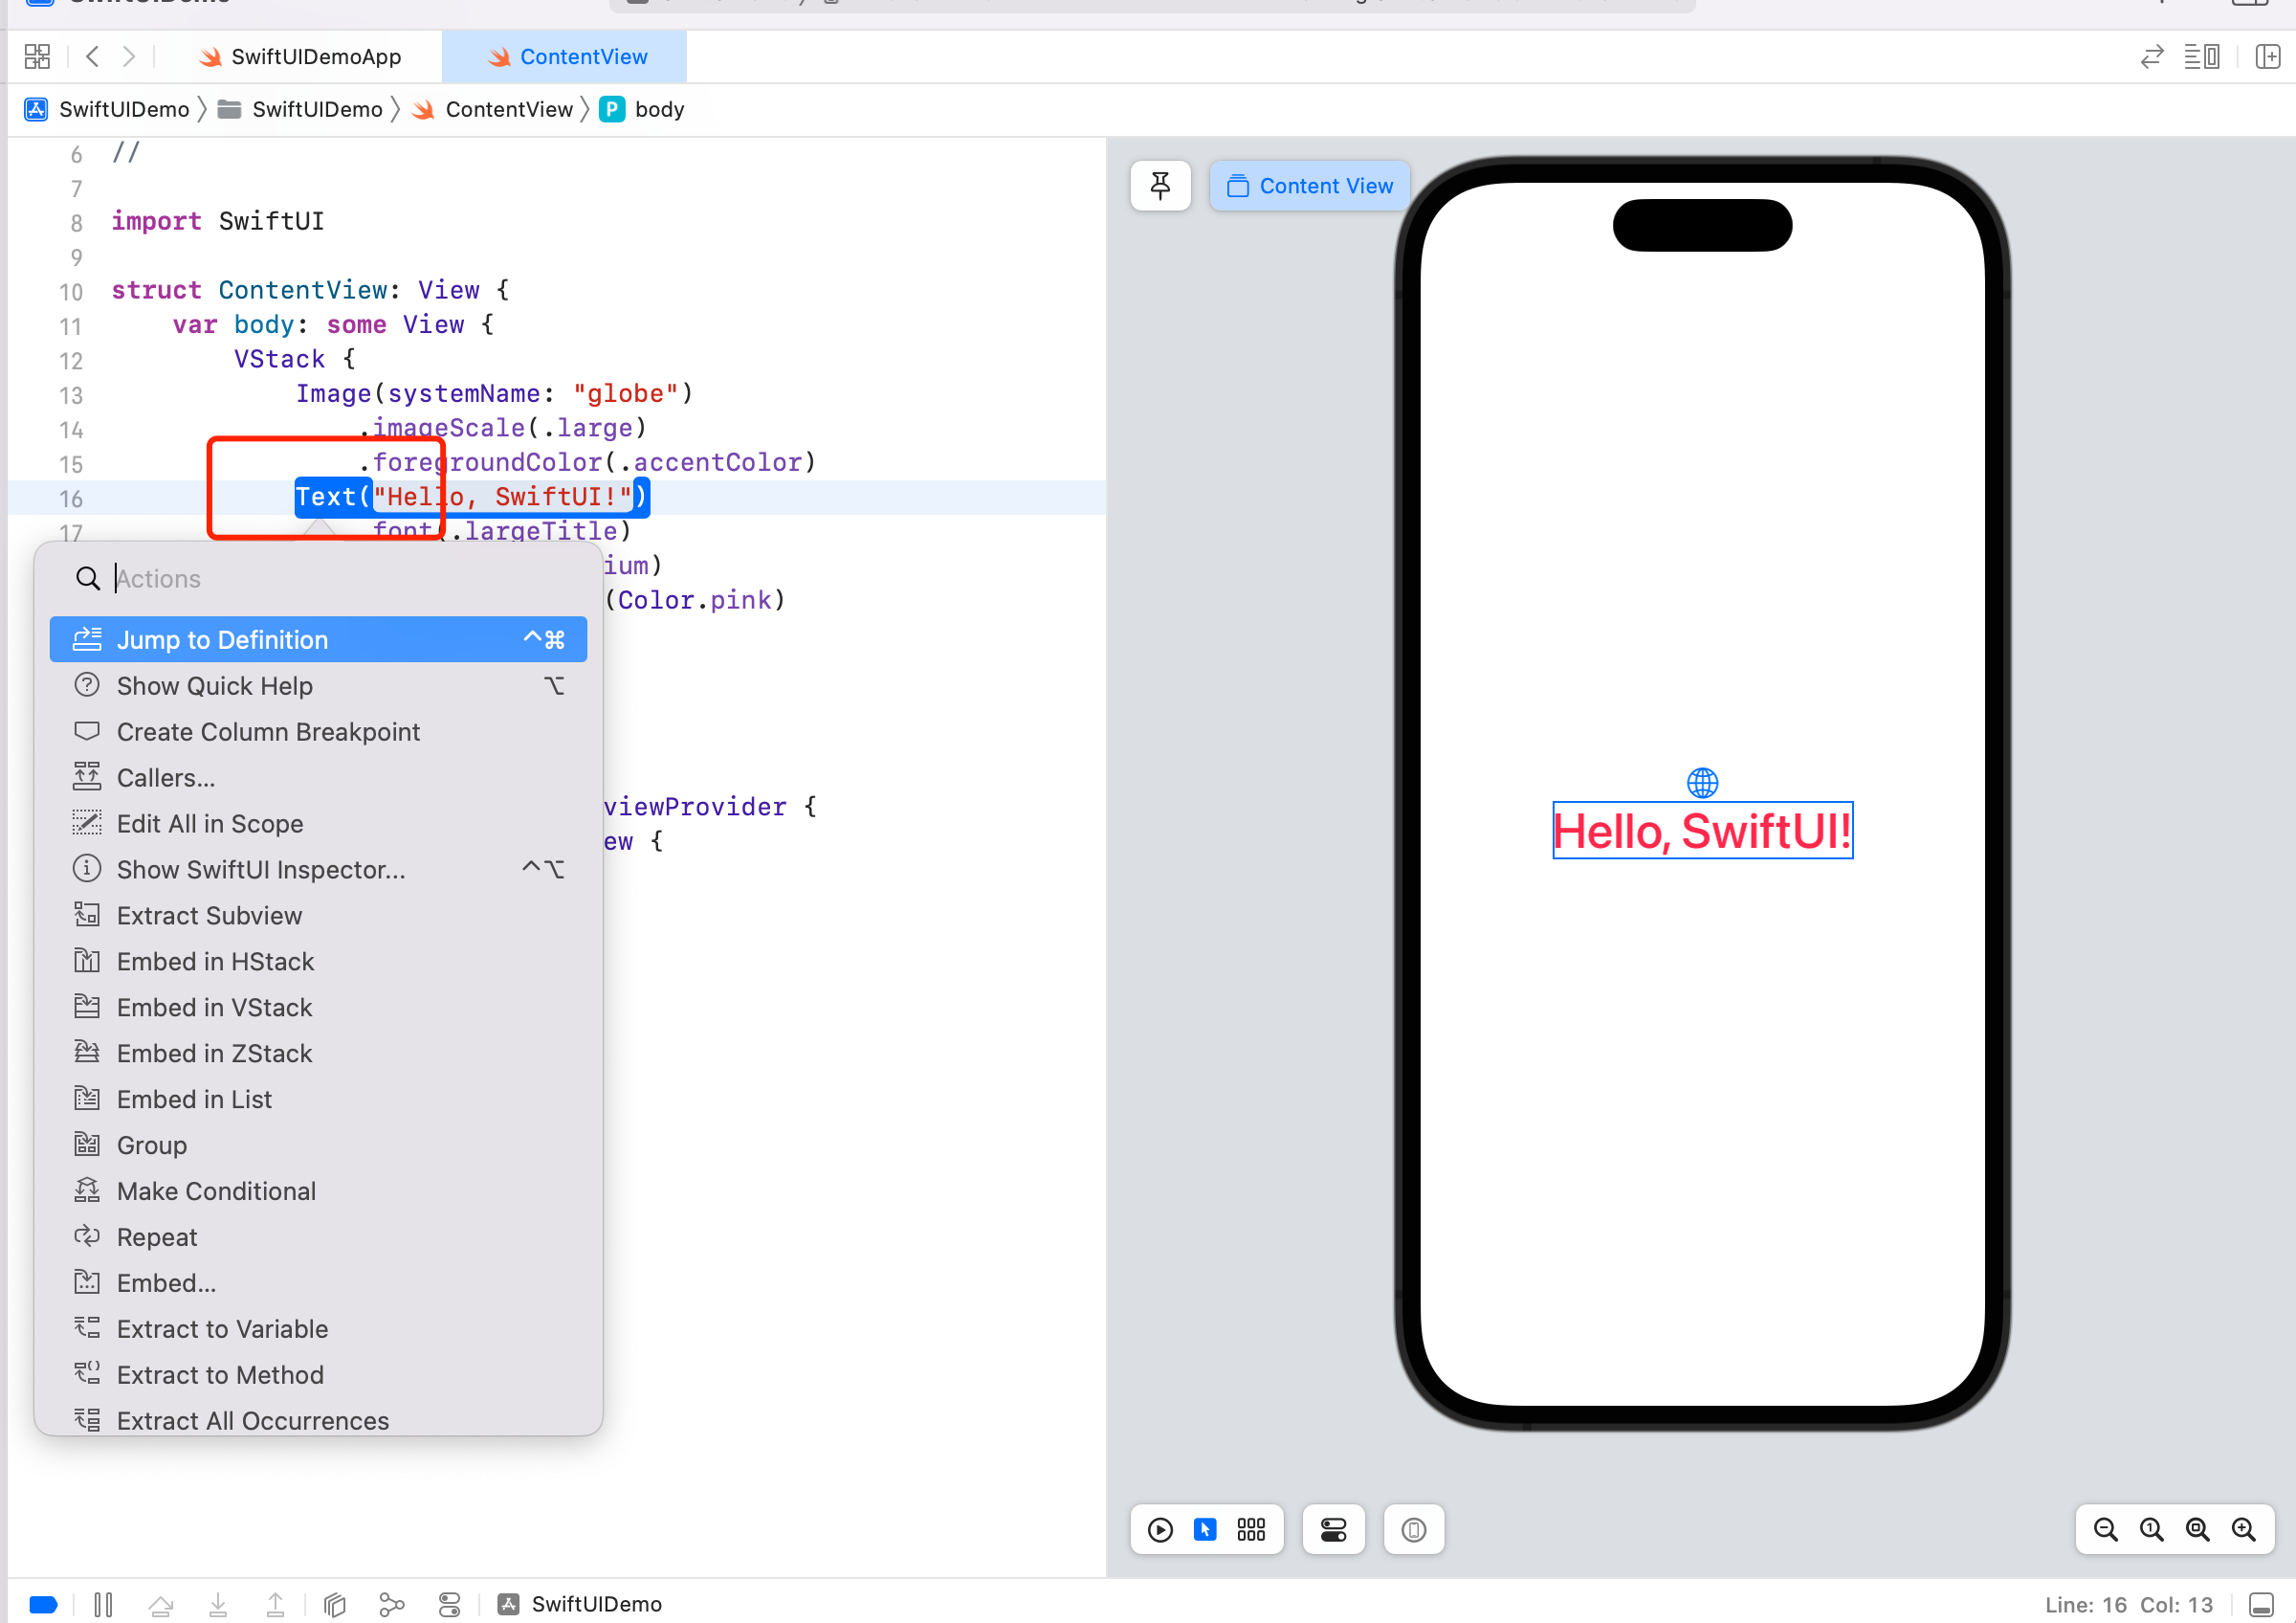 SwiftUIDemoApp
ContentView
SwiftUIDemo
SwiftUIDemo
ContentView
P
body
6 //
7
8 import SwiftUI
9
10 struct ContentView: View {
11 var body: some View {
12 VStack {
13 Image(systemName: "globe")
14 .imageScale(.large)
15 .foregroundColor(.accentColor)
16 Text("Hello, SwiftUI!")
17 .font(.largeTitle)
ium)
(Color.pink)
viewProvider {
ew {
Actions
Jump to Definition ^⌘
Show Quick Help ⌥
Create Column Breakpoint
Callers...
Edit All in Scope
Show SwiftUI Inspector... ^⌥
Extract Subview
Embed in HStack
Embed in VStack
Embed in ZStack
Embed in List
Group
Make Conditional
Repeat
Embed...
Extract to Variable
Extract to Method
Extract All Occurrences
Content View
Hello, SwiftUI!
SwiftUIDemo
Line: 16 Col: 13